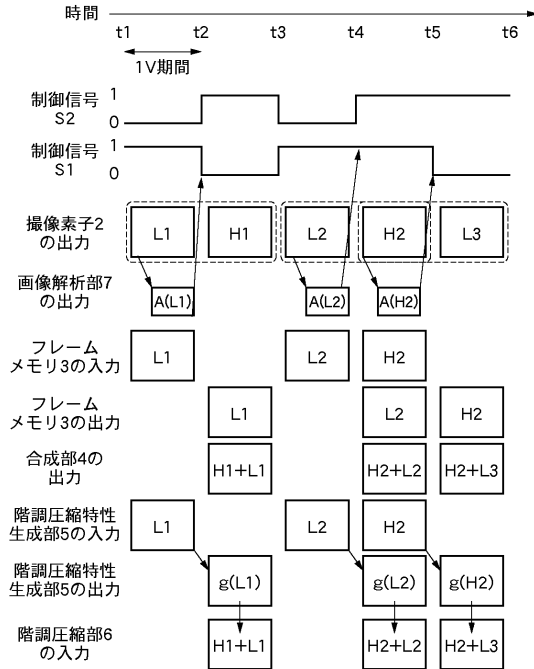 時間
t1 t2 t3 t4 t5 t6
1V期間
制御信号 S2 1 0
制御信号 S1 1 0
撮像素子2
の出力
L1 H1 L2 H2 L3
画像解析部7
の出力
A(L1) A(L2) A(H2)
フレーム
メモリ3の入力
L1 L2 H2
フレーム
メモリ3の出力
L1 L2 H2
合成部4の
出力
H1+L1 H2+L2 H2+L3
階調圧縮特性
生成部5の入力
L1 L2 H2
階調圧縮特性
生成部5の出力
g(L1) g(L2) g(H2)
階調圧縮部6
の入力
H1+L1 H2+L2 H2+L3